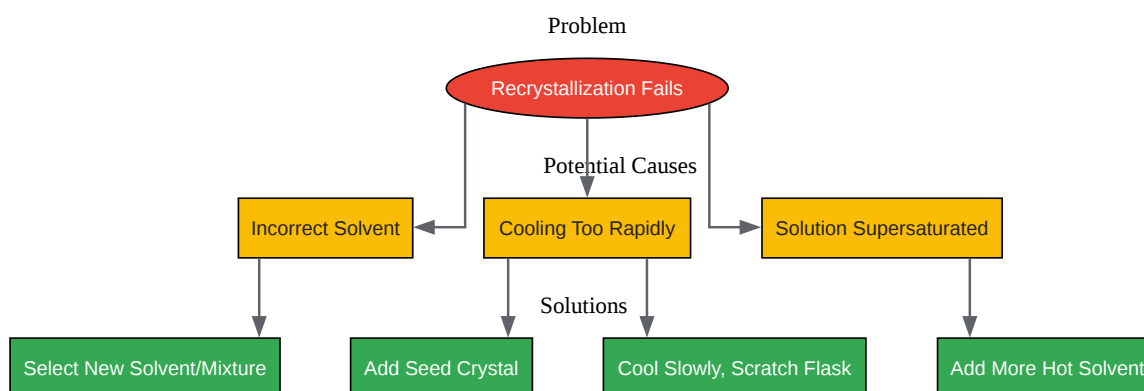 Problem
Recrystallization Fails
Potential Causes
Incorrect Solvent
Cooling Too Rapidly
Solution Supersaturated
Solutions
Select New Solvent/Mixture
Add Seed Crystal
Cool Slowly, Scratch Flask
Add More Hot Solvent